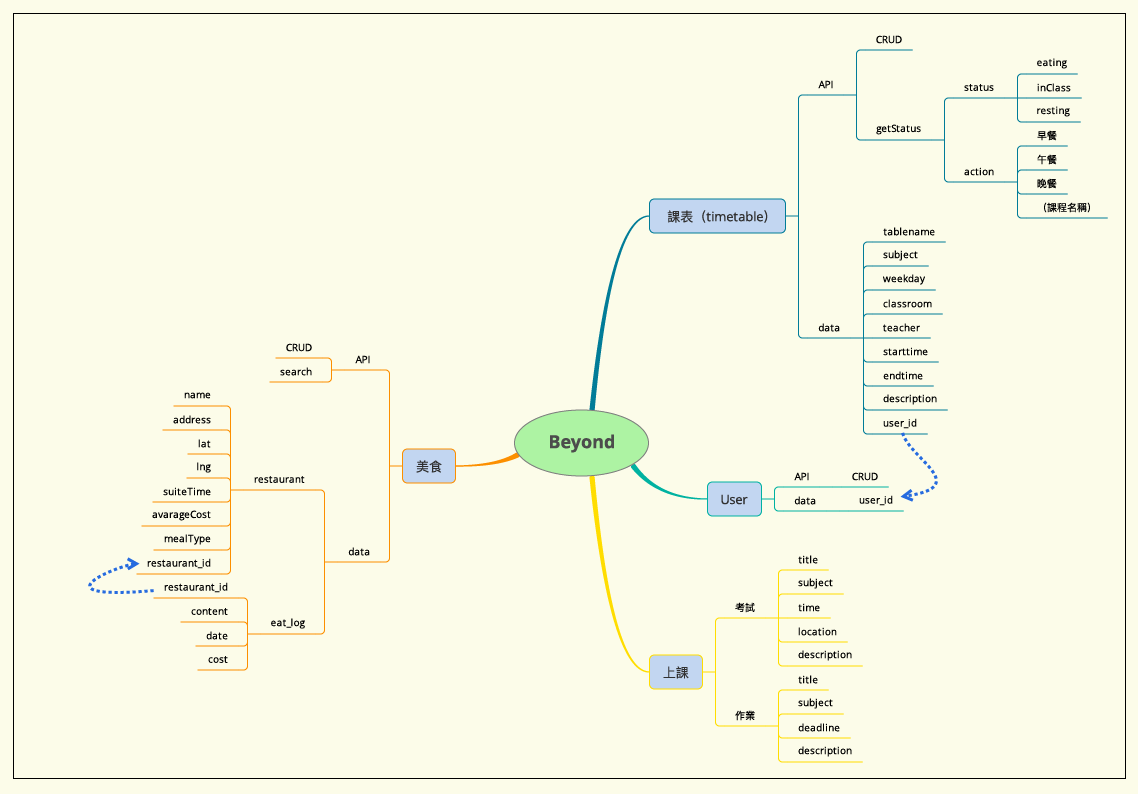 Beyond
課表（timetable）
API
CRUD
getStatus
status
eating
inClass
resting
action
早餐
午餐
晚餐
（課程名稱）
data
tablename
subject
weekday
classroom
teacher
starttime
endtime
description
user_id
User
API
CRUD
data
user_id
上課
考試
title
subject
time
location
description
作業
title
subject
deadline
description
美食
API
CRUD
search
data
restaurant
name
address
lat
lng
suiteTime
avarageCost
mealType
restaurant_id
eat_log
restaurant_id
content
date
cost